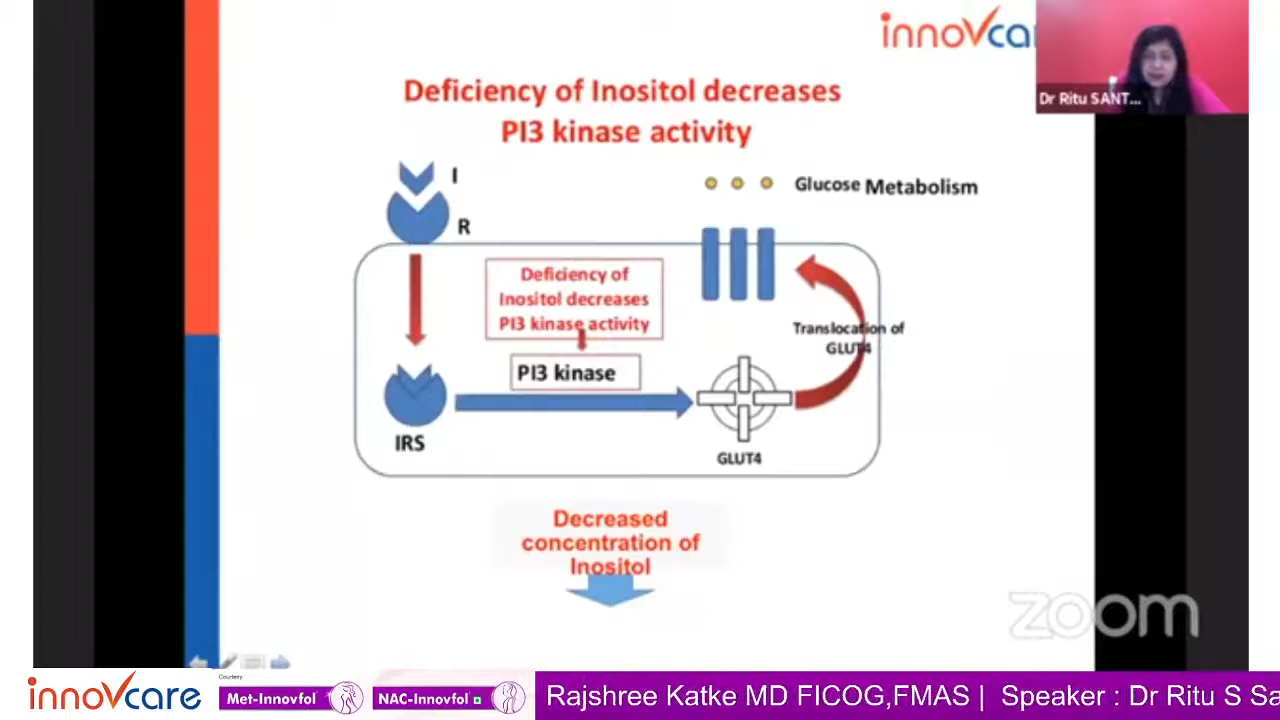 innovcare
Dr Ritu SANT...
Deficiency of Inositol decreases
PI3 kinase activity
I
R
Glucose Metabolism
Deficiency of
Inositol decreases
PI3 kinase activity
PI3 kinase
Translocation of
GLUT4
IRS
GLUT4
Decreased
concentration of
Inositol
zoom
innovcare
Courtesy
Met-Innovfol
NAC-Innovfol
Rajshree Katke MD FICOG,FMAS | Speaker : Dr Ritu S Sa